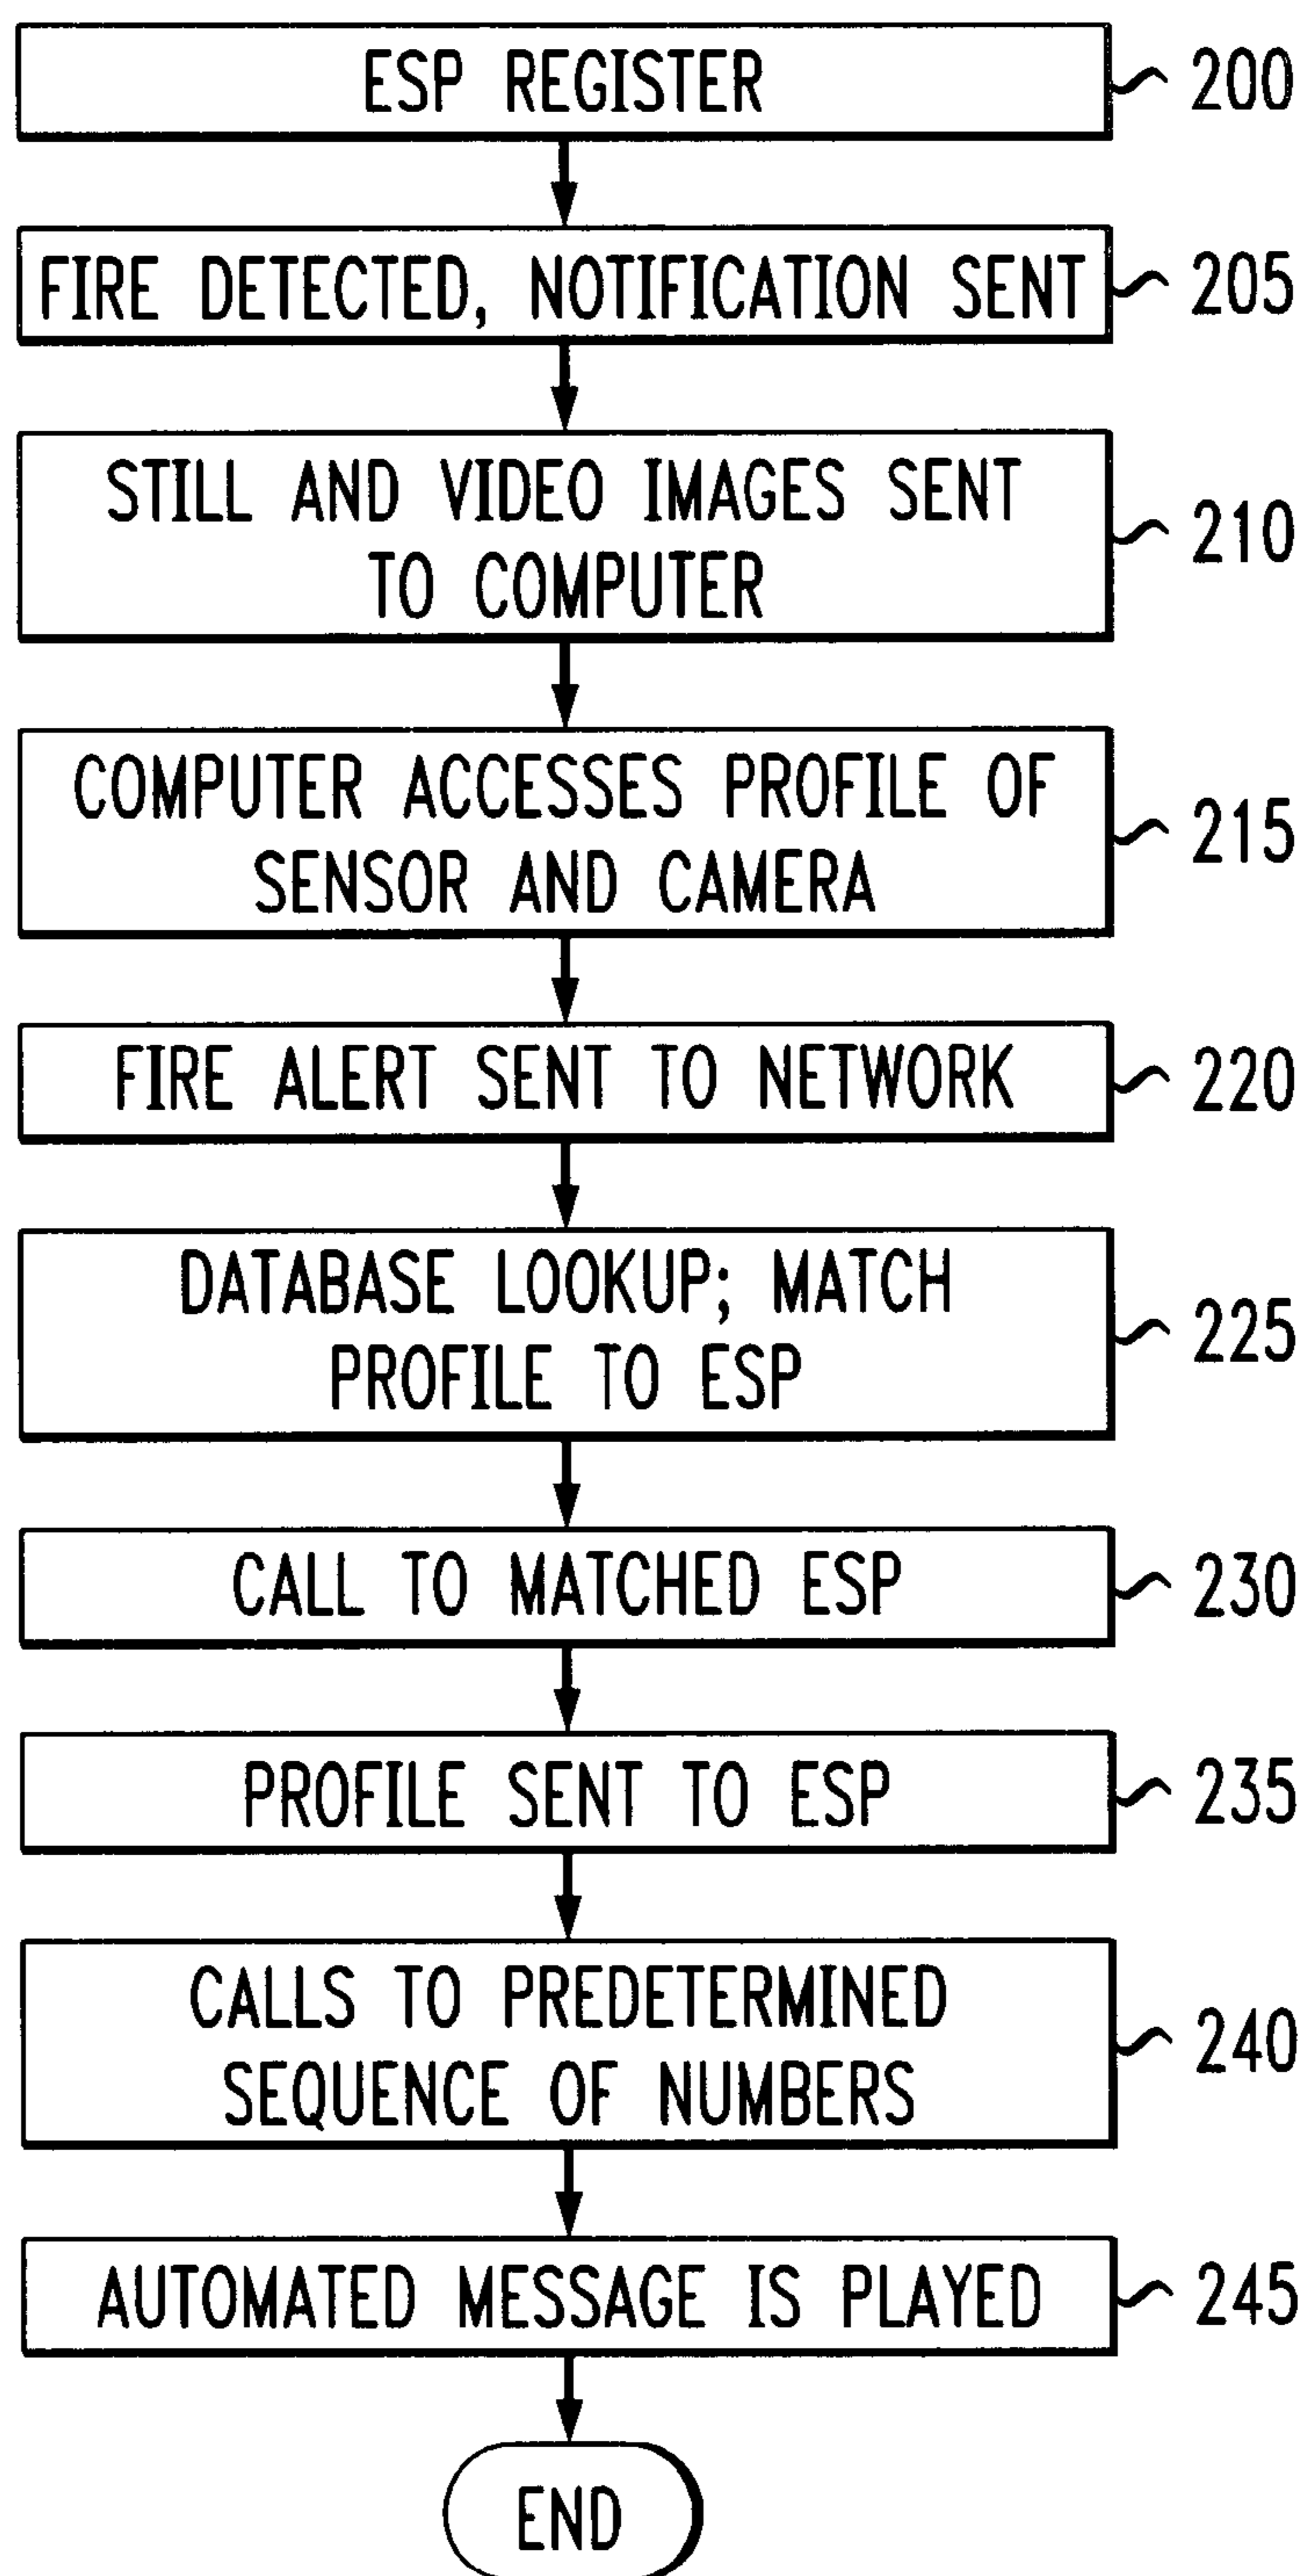 ESP REGISTER 200
FIRE DETECTED, NOTIFICATION SENT 205
STILL AND VIDEO IMAGES SENT
TO COMPUTER
210
COMPUTER ACCESSES PROFILE OF
SENSOR AND CAMERA
215
FIRE ALERT SENT TO NETWORK 220
DATABASE LOOKUP; MATCH
PROFILE TO ESP
225
CALL TO MATCHED ESP 230
PROFILE SENT TO ESP 235
CALLS TO PREDETERMINED
SEQUENCE OF NUMBERS
240
AUTOMATED MESSAGE IS PLAYED 245
END